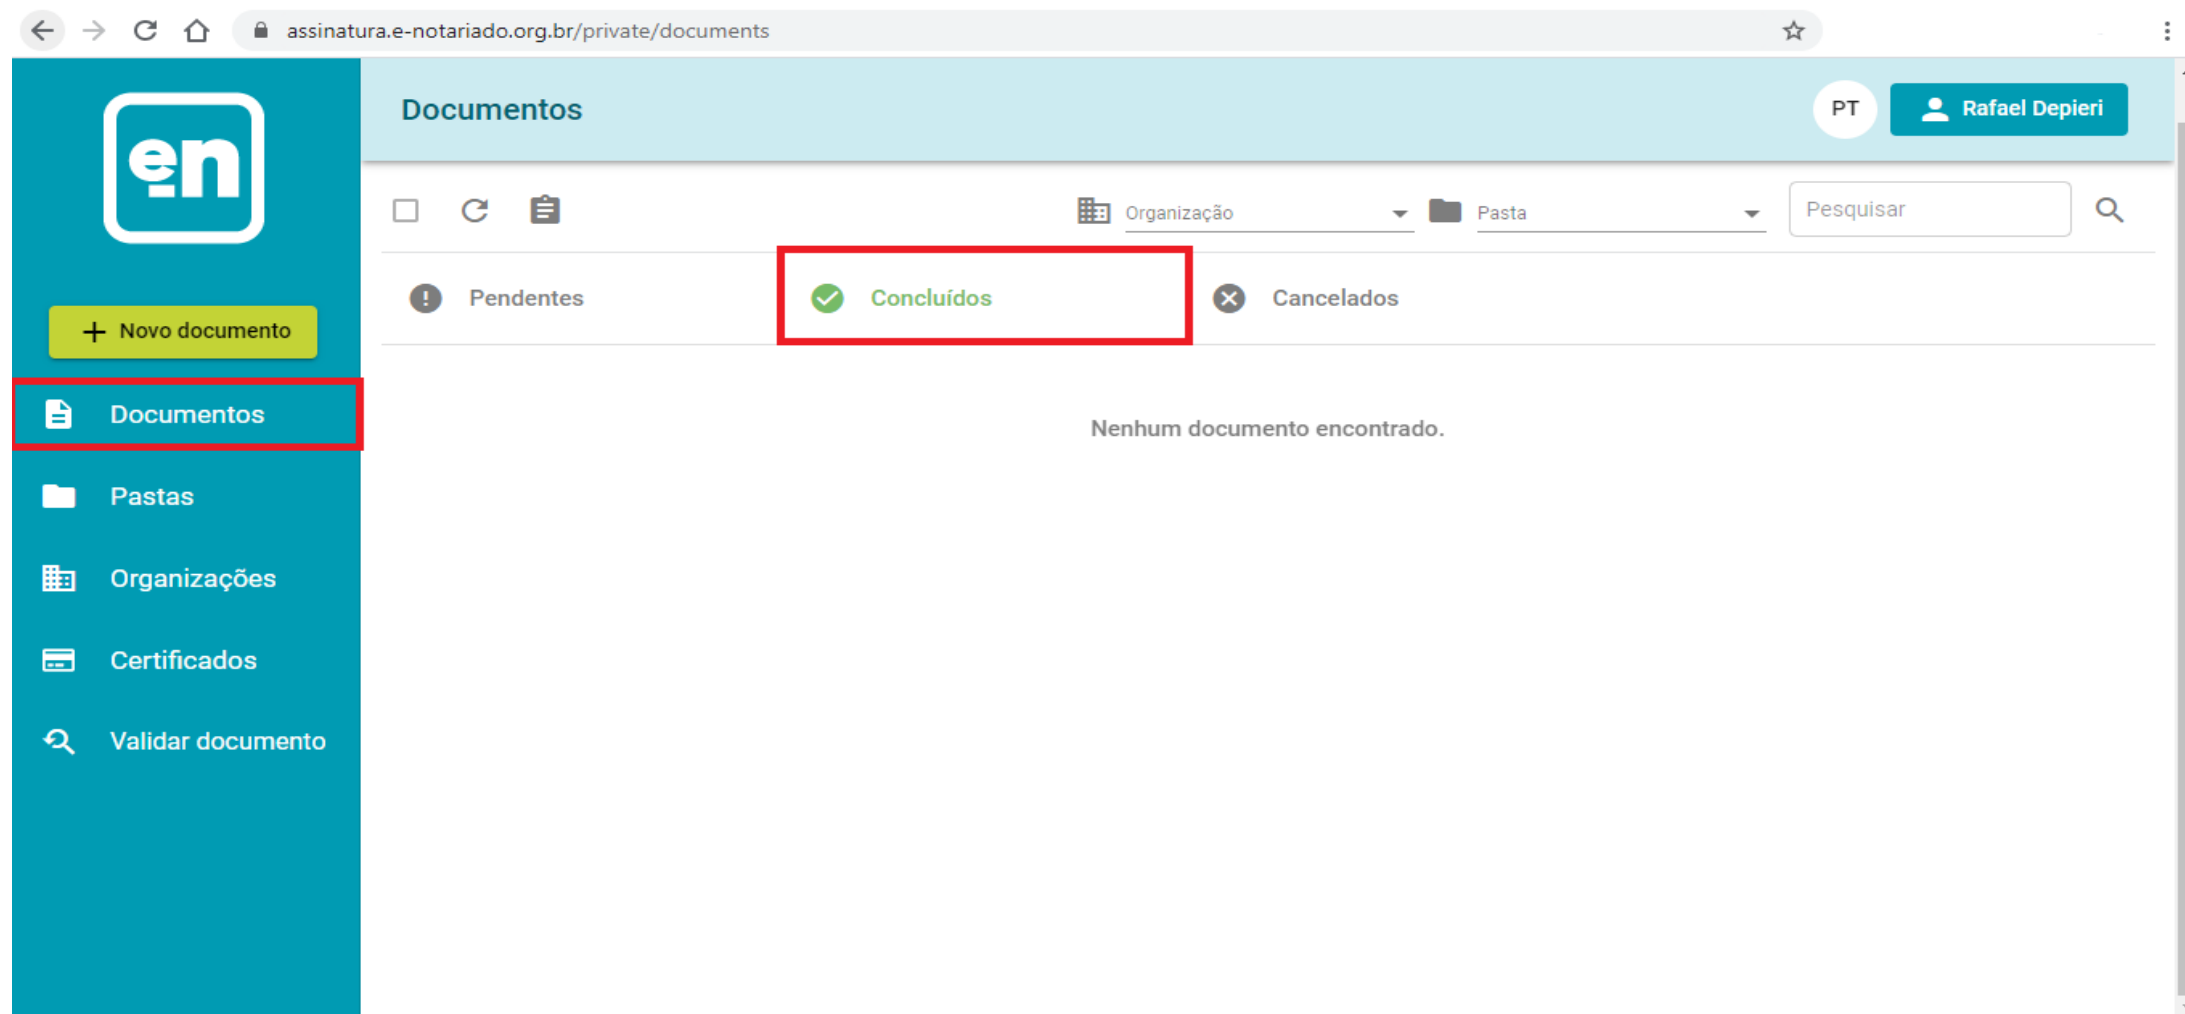 assinatura.e-notariado.org.br/private/documents
en
Documentos
PT
Rafael Depieri
Organização
Pasta
Pesquisar
Pendentes
Concluídos
Cancelados
+ Novo documento
Documentos
Nenhum documento encontrado.
Pastas
Organizações
Certificados
Validar documento